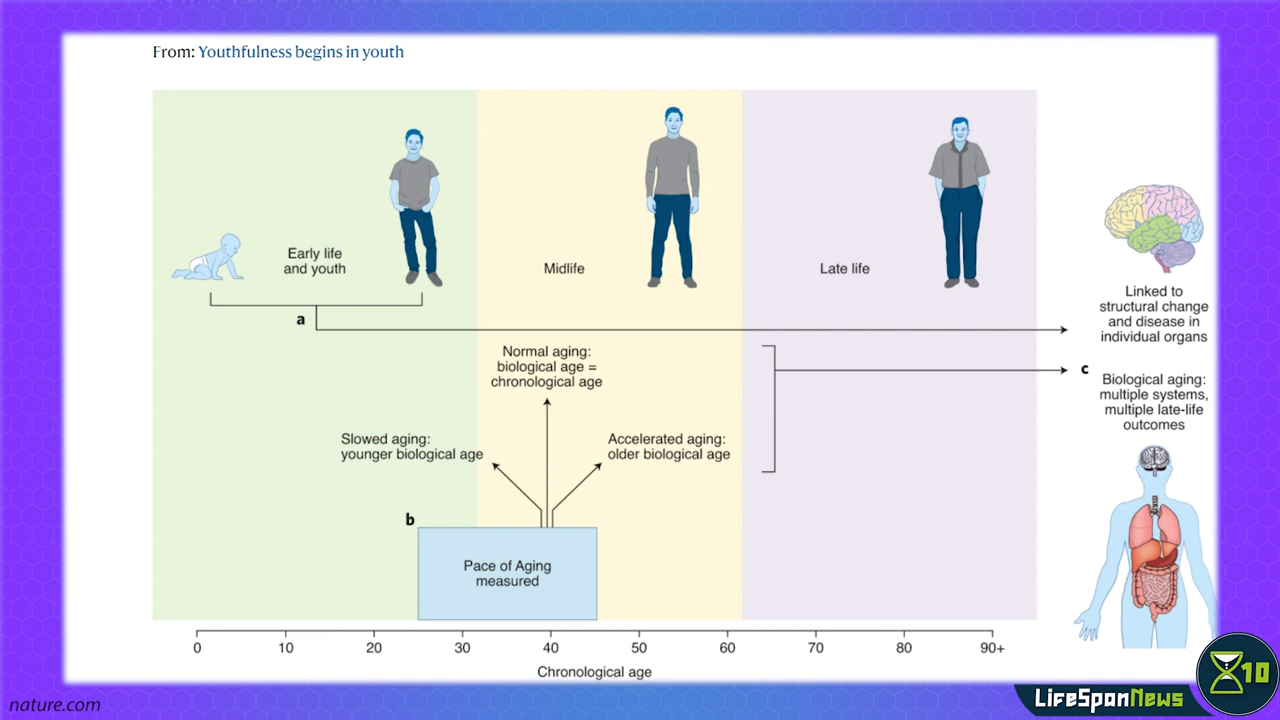 From: Youthfulness begins in youth
Early life
and youth
Midlife
Late life
a
Linked to
structural change
and disease in
individual organs
Normal aging:
biological age =
chronological age
c
Biological aging:
multiple systems,
multiple late-life
outcomes
Slowed aging:
younger biological age
Accelerated aging:
older biological age
b
Pace of Aging
measured
0 10 20 30 40 50 60 70 80 90+
Chronological age
nature.com
LifeSpanNews
10